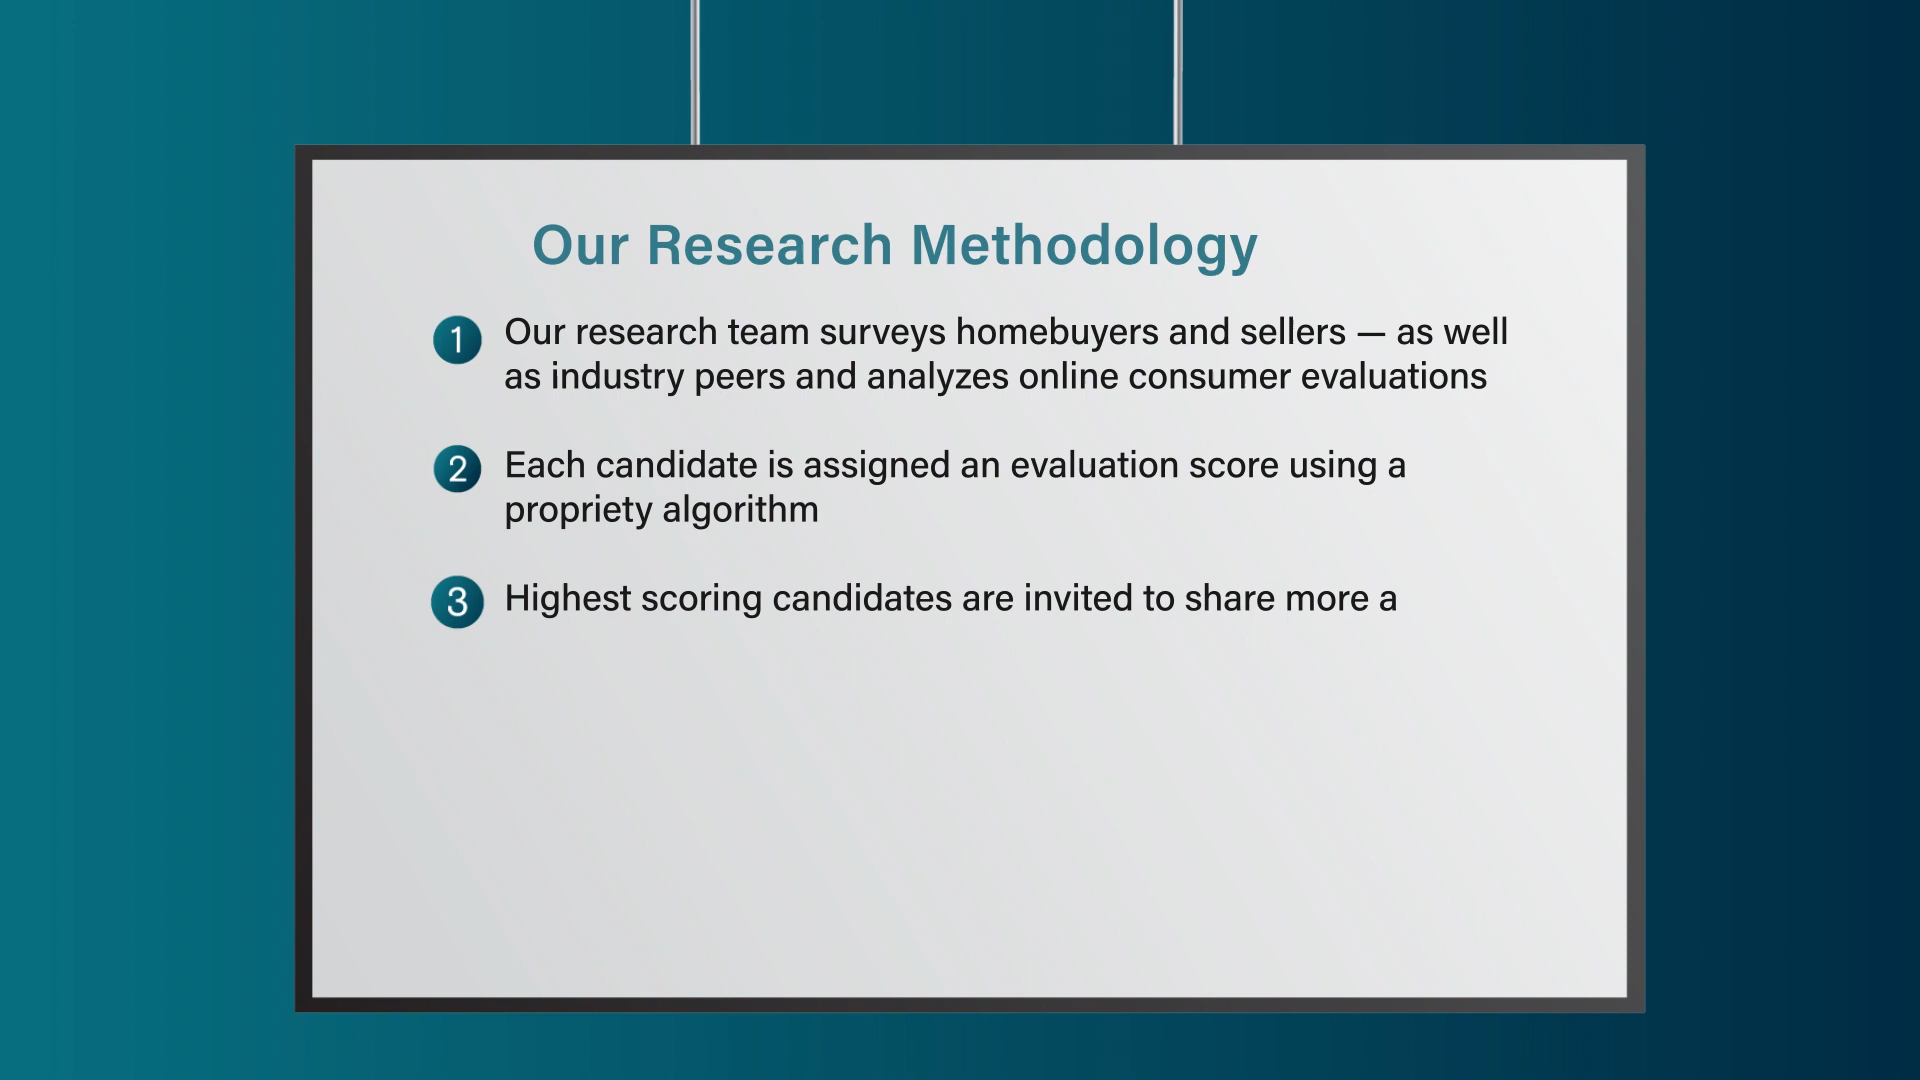 Our Research Methodology
1 Our research team surveys homebuyers and sellers — as well
as industry peers and analyzes online consumer evaluations
2 Each candidate is assigned an evaluation score using a
propriety algorithm
3 Highest scoring candidates are invited to share more a